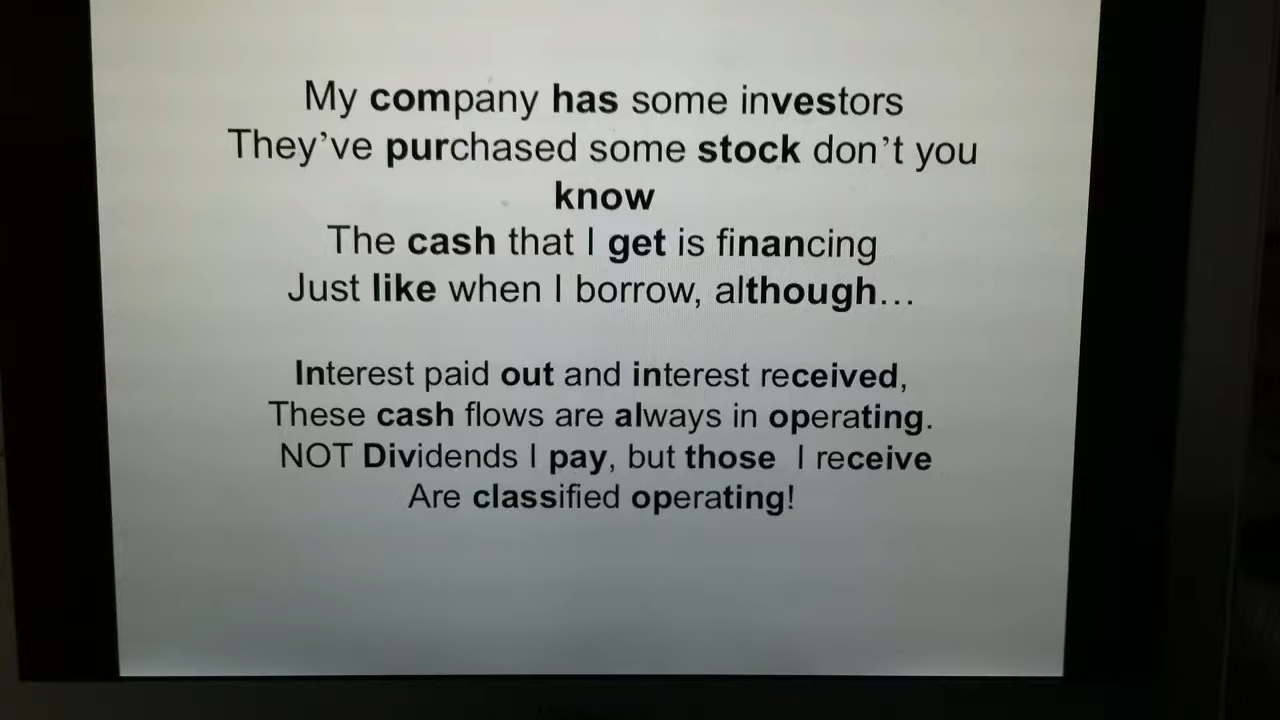 My company has some investors
They’ve purchased some stock don’t you
know
The cash that I get is financing
Just like when I borrow, although…
Interest paid out and interest received,
These cash flows are always in operating.
NOT Dividends I pay, but those I receive
Are classified operating!